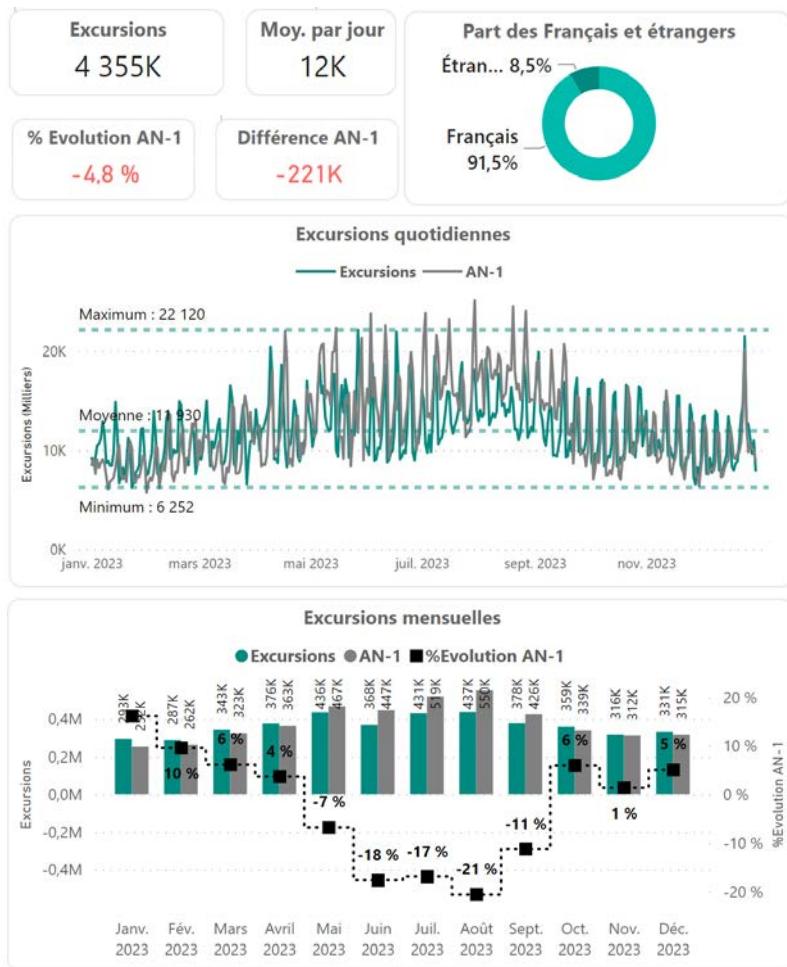 Excursions
4 355K
Moy. par jour
12K
% Evolution AN-1
-4,8 %
Différence AN-1
-221K
Part des Français et étrangers
Étran... 8,5%
Français
91,5%
Excursions quotidiennes
Excursions AN-1
Excursions (Milliers)
Maximum : 22 120
20K
Moyenne : 11 930
10K
Minimum : 6 252
0K
janv. 2023 mars 2023 mai 2023 juil. 2023 sept. 2023 nov. 2023
Excursions mensuelles
Excursions AN-1 %Evolution AN-1
293K 252K 287K 262K 343K 323K 376K 363K 436K 467K 368K 447K 431K 519K 437K 550K 378K 426K 359K 339K 316K 312K 331K 315K
Excursions
0,4M
0,2M
0,0M
-0,2M
-0,4M
10 % 6 % 4 % -7 % -18 % -17 % -21 % -11 % 6 % 1 % 5 %
%Evolution AN-1
20 %
10 %
0 %
-10 %
-20 %
Janv. Fév. Mars Avril Mai Juin Juil. Août Sept. Oct. Nov. Déc.
2023 2023 2023 2023 2023 2023 2023 2023 2023 2023 2023 2023